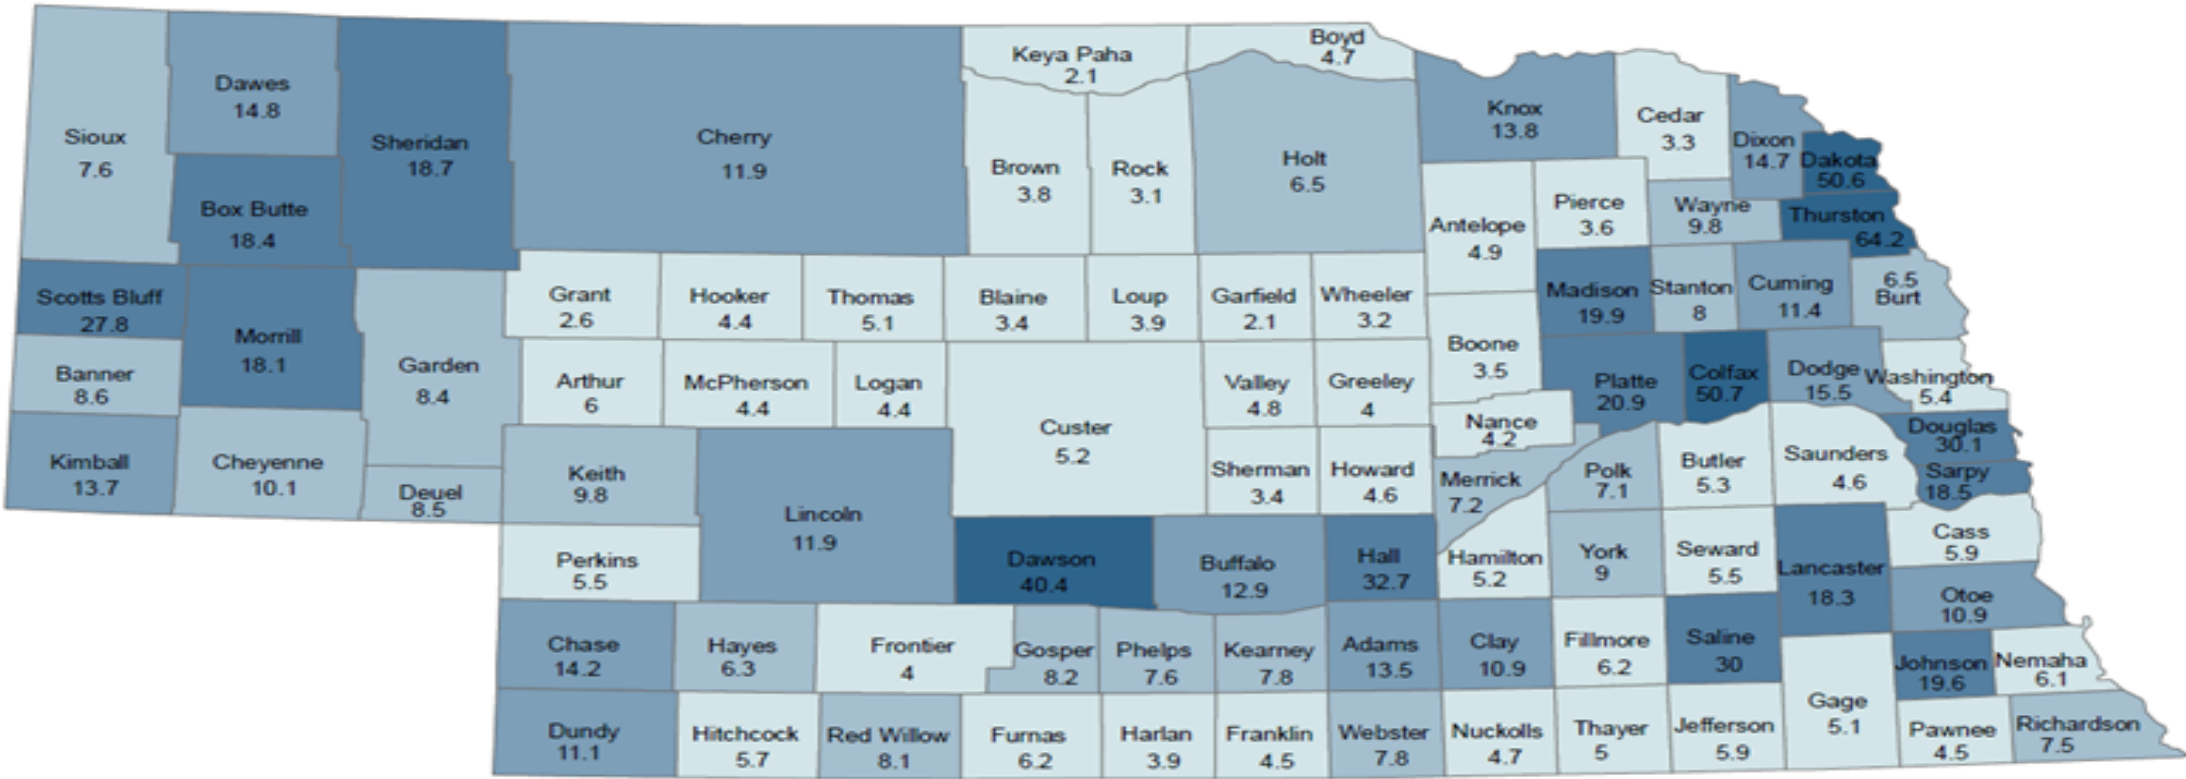 Sioux
7.6
Dawes
14.8
Sheridan
18.7
Box Butte
18.4
Cherry
11.9
Keya Paha
2.1
Boyd
4.7
Brown
3.8
Rock
3.1
Holt
6.5
Knox
13.8
Cedar
3.3
Dixon
14.7
Dakota
50.6
Antelope
4.9
Pierce
3.6
Wayne
9.8
Thurston
64.2
Scotts Bluff
27.8
Morrill
18.1
Garden
8.4
Banner
8.6
Kimball
13.7
Cheyenne
10.1
Deuel
8.5
Grant
2.6
Hooker
4.4
Thomas
5.1
Blaine
3.4
Loup
3.9
Garfield
2.1
Wheeler
3.2
Madison
19.9
Stanton
8
Cuming
11.4
6.5
Burt
Arthur
6
McPherson
4.4
Logan
4.4
Custer
5.2
Valley
4.8
Greeley
4
Boone
3.5
Platte
20.9
Colfax
50.7
Dodge
15.5
Washington
5.4
Nance
4.2
Keith
9.8
Lincoln
11.9
Sherman
3.4
Howard
4.6
Merrick
7.2
Polk
7.1
Butler
5.3
Saunders
4.6
Douglas
30.1
Sarpy
18.5
Perkins
5.5
Dawson
40.4
Buffalo
12.9
Hall
32.7
Hamilton
5.2
York
9
Seward
5.5
Lancaster
18.3
Cass
5.9
Otoe
10.9
Chase
14.2
Hayes
6.3
Frontier
4
Gosper
8.2
Phelps
7.6
Kearney
7.8
Adams
13.5
Clay
10.9
Fillmore
6.2
Saline
30
Johnson
19.6
Nemaha
6.1
Dundy
11.1
Hitchcock
5.7
Red Willow
8.1
Furnas
6.2
Harlan
3.9
Franklin
4.5
Webster
7.8
Nuckolls
4.7
Thayer
5
Jefferson
5.9
Gage
5.1
Pawnee
4.5
Richardson
7.5